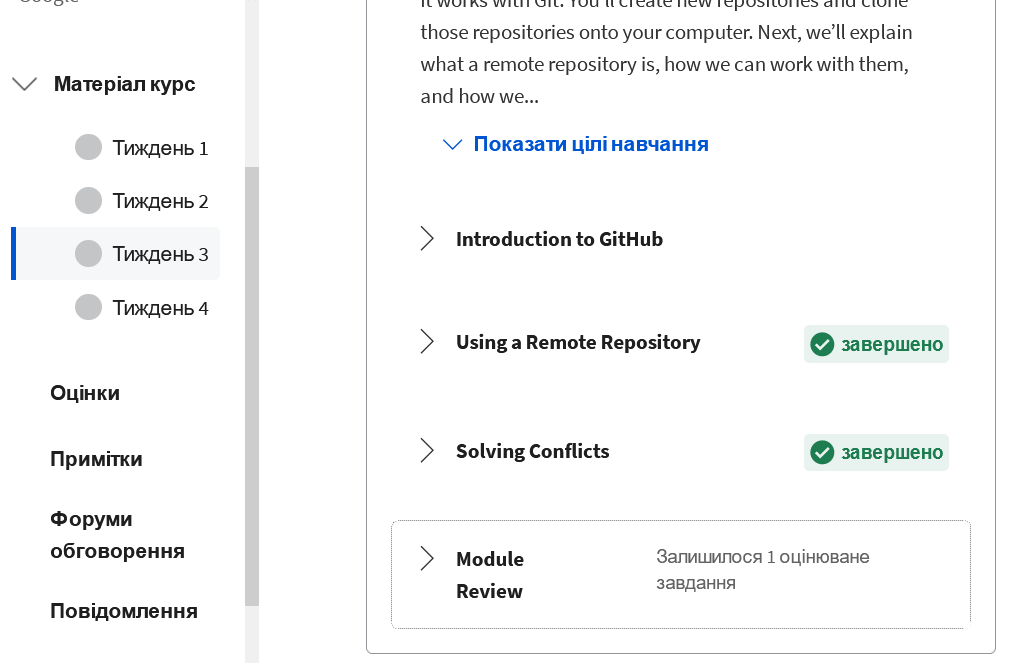 Google
Матеріал курс
Тиждень 1
Тиждень 2
Тиждень 3
Тиждень 4
Оцінки
Примітки
Форуми
обговорення
Повідомлення
it works with Git. You'll create new repositories and clone
those repositories onto your computer. Next, we’ll explain
what a remote repository is, how we can work with them,
and how we...
Показати цілі навчання
Introduction to GitHub
Using a Remote Repository
завершено
Solving Conflicts
завершено
Module
Review
Залишилося 1 оцінюване
завдання